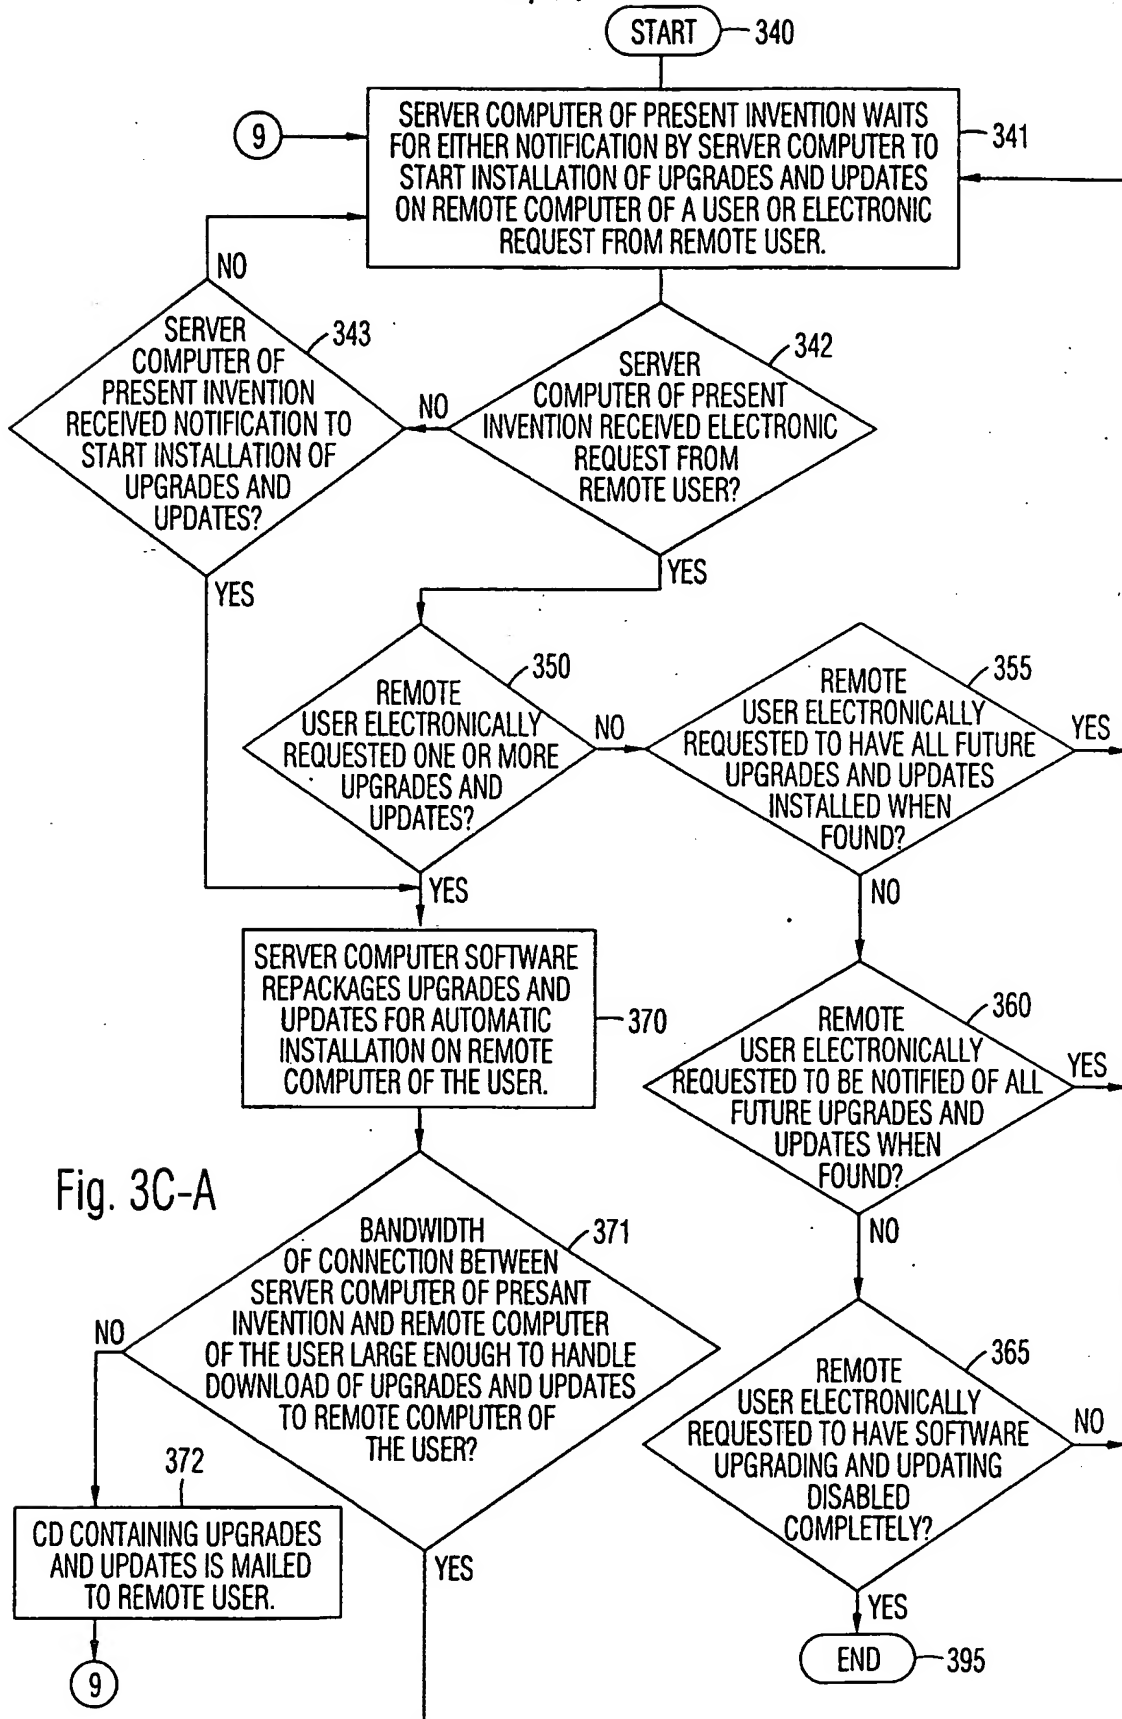 START
340
SERVER COMPUTER OF PRESENT INVENTION WAITS
FOR EITHER NOTIFICATION BY SERVER COMPUTER TO
START INSTALLATION OF UPGRADES AND UPDATES
ON REMOTE COMPUTER OF A USER OR ELECTRONIC
REQUEST FROM REMOTE USER.
341
9
NO
SERVER
COMPUTER OF
PRESENT INVENTION
RECEIVED NOTIFICATION TO
START INSTALLATION OF
UPGRADES AND
UPDATES?
343
YES
NO
SERVER
COMPUTER OF PRESENT
INVENTION RECEIVED ELECTRONIC
REQUEST FROM
REMOTE USER?
342
YES
REMOTE
USER ELECTRONICALLY
REQUESTED ONE OR MORE
UPGRADES AND
UPDATES?
350
NO
YES
REMOTE
USER ELECTRONICALLY
REQUESTED TO HAVE ALL FUTURE
UPGRADES AND UPDATES
INSTALLED WHEN
FOUND?
355
YES
NO
SERVER COMPUTER SOFTWARE
REPACKAGES UPGRADES AND
UPDATES FOR AUTOMATIC
INSTALLATION ON REMOTE
COMPUTER OF THE USER.
370
REMOTE
USER ELECTRONICALLY
REQUESTED TO BE NOTIFIED OF ALL
FUTURE UPGRADES AND
UPDATES WHEN
FOUND?
360
YES
NO
Fig. 3C-A
BANDWIDTH
OF CONNECTION BETWEEN
SERVER COMPUTER OF PRESANT
INVENTION AND REMOTE COMPUTER
OF THE USER LARGE ENOUGH TO HANDLE
DOWNLOAD OF UPGRADES AND UPDATES
TO REMOTE COMPUTER OF
THE USER?
371
NO
YES
REMOTE
USER ELECTRONICALLY
REQUESTED TO HAVE SOFTWARE
UPGRADING AND UPDATING
DISABLED
COMPLETELY?
365
NO
YES
372
CD CONTAINING UPGRADES
AND UPDATES IS MAILED
TO REMOTE USER.
9
END
395